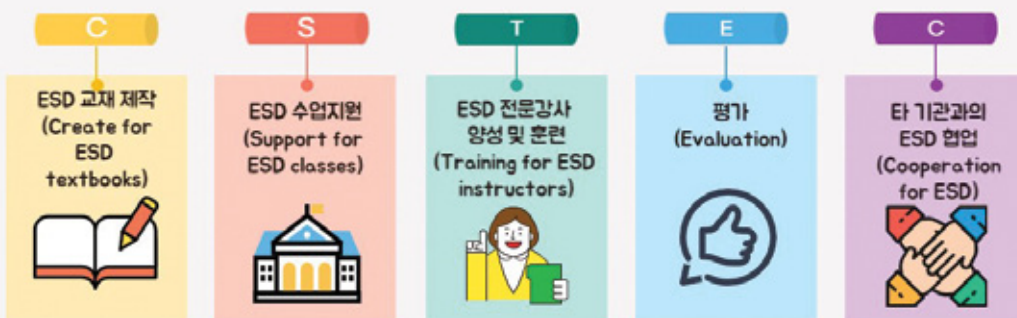 C
ESD 교재 제작
(Create for
ESD
textbooks)
S
ESD 수업지원
(Support for
ESD classes)
T
ESD 전문강사
양성 및 훈련
(Training for ESD
instructors)
E
평가
(Evaluation)
C
타 기관과의
ESD 협업
(Cooperation
for ESD)